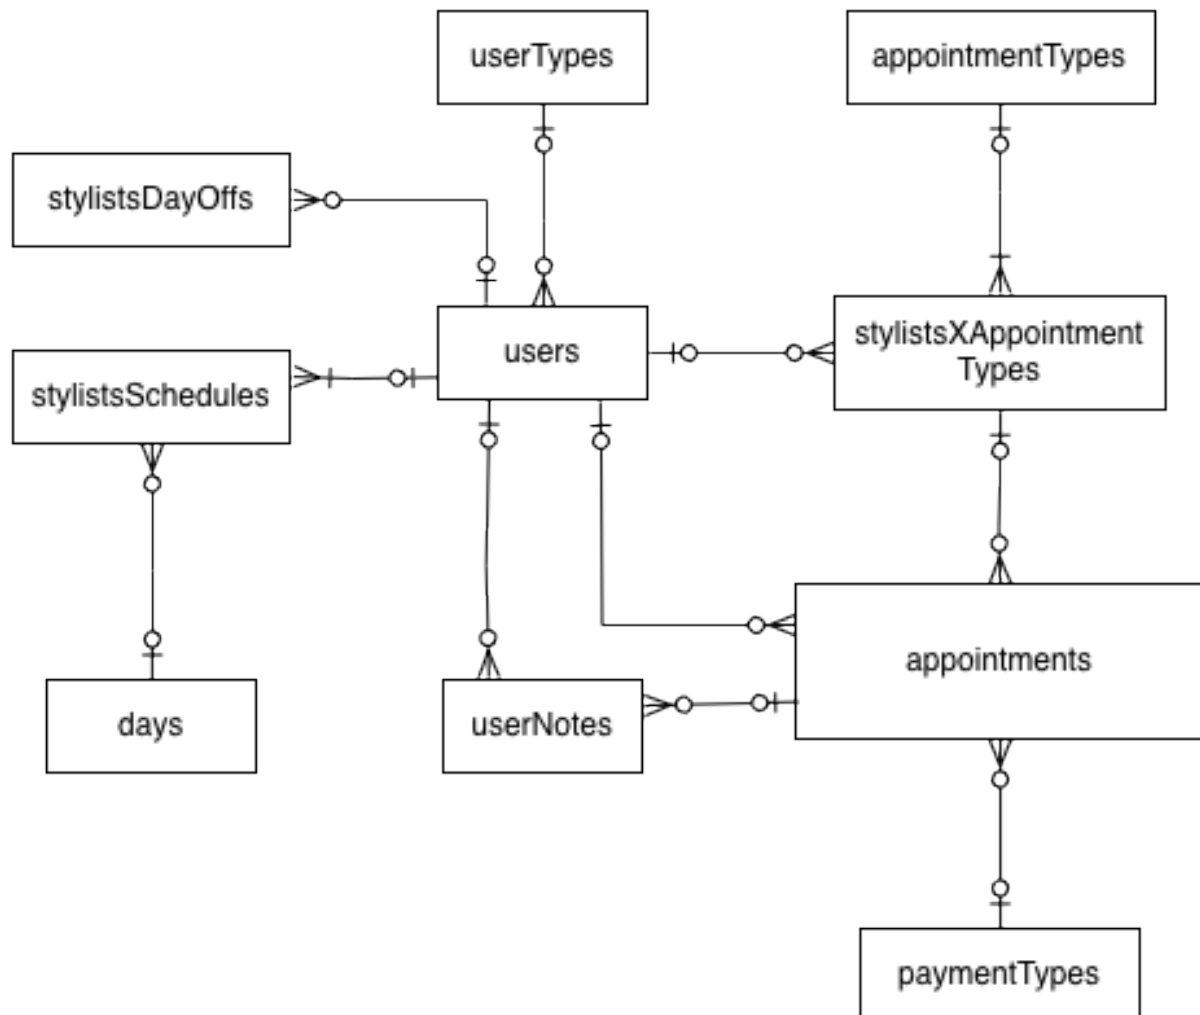 userTypes
appointmentTypes
stylistsDayOffs
users
stylistsXAppointment
Types
stylistsSchedules
appointments
days
userNotes
paymentTypes